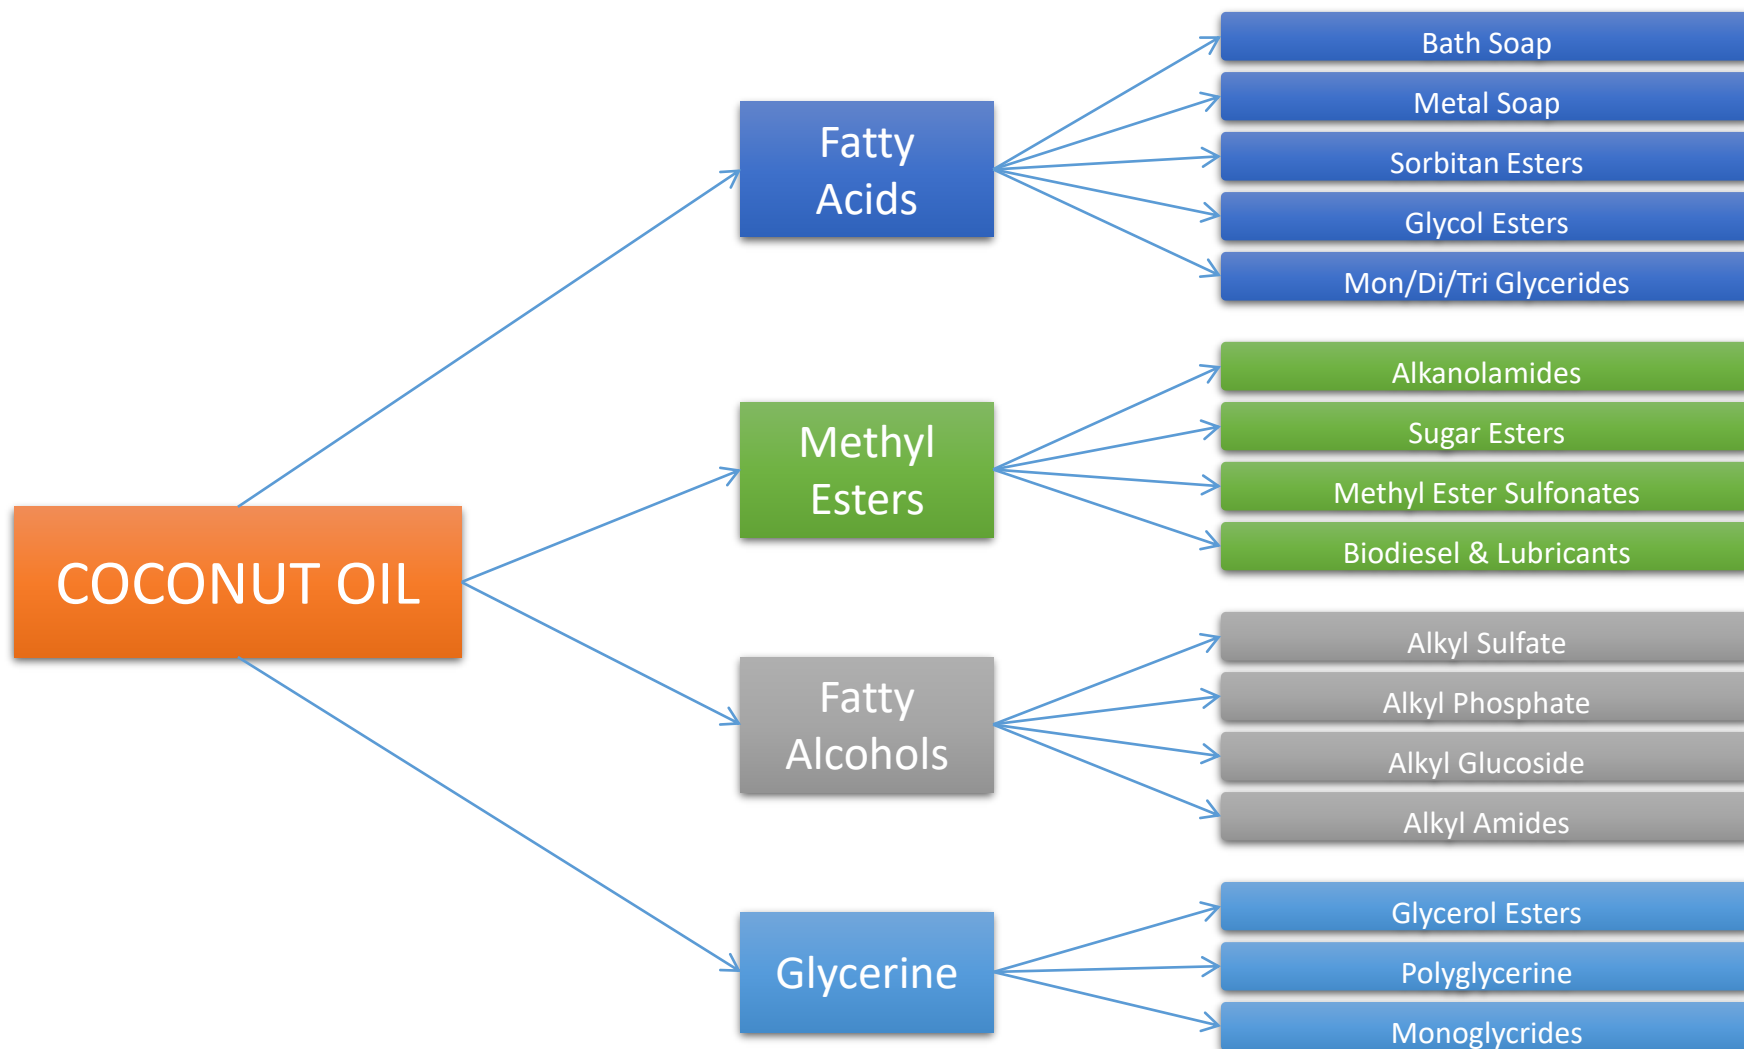 COCONUT OIL
Fatty
Acids
Bath Soap
Metal Soap
Sorbitan Esters
Glycol Esters
Mon/Di/Tri Glycerides
Methyl
Esters
Alkanolamides
Sugar Esters
Methyl Ester Sulfonates
Biodiesel & Lubricants
Fatty
Alcohols
Alkyl Sulfate
Alkyl Phosphate
Alkyl Glucoside
Alkyl Amides
Glycerine
Glycerol Esters
Polyglycerine
Monoglycrides